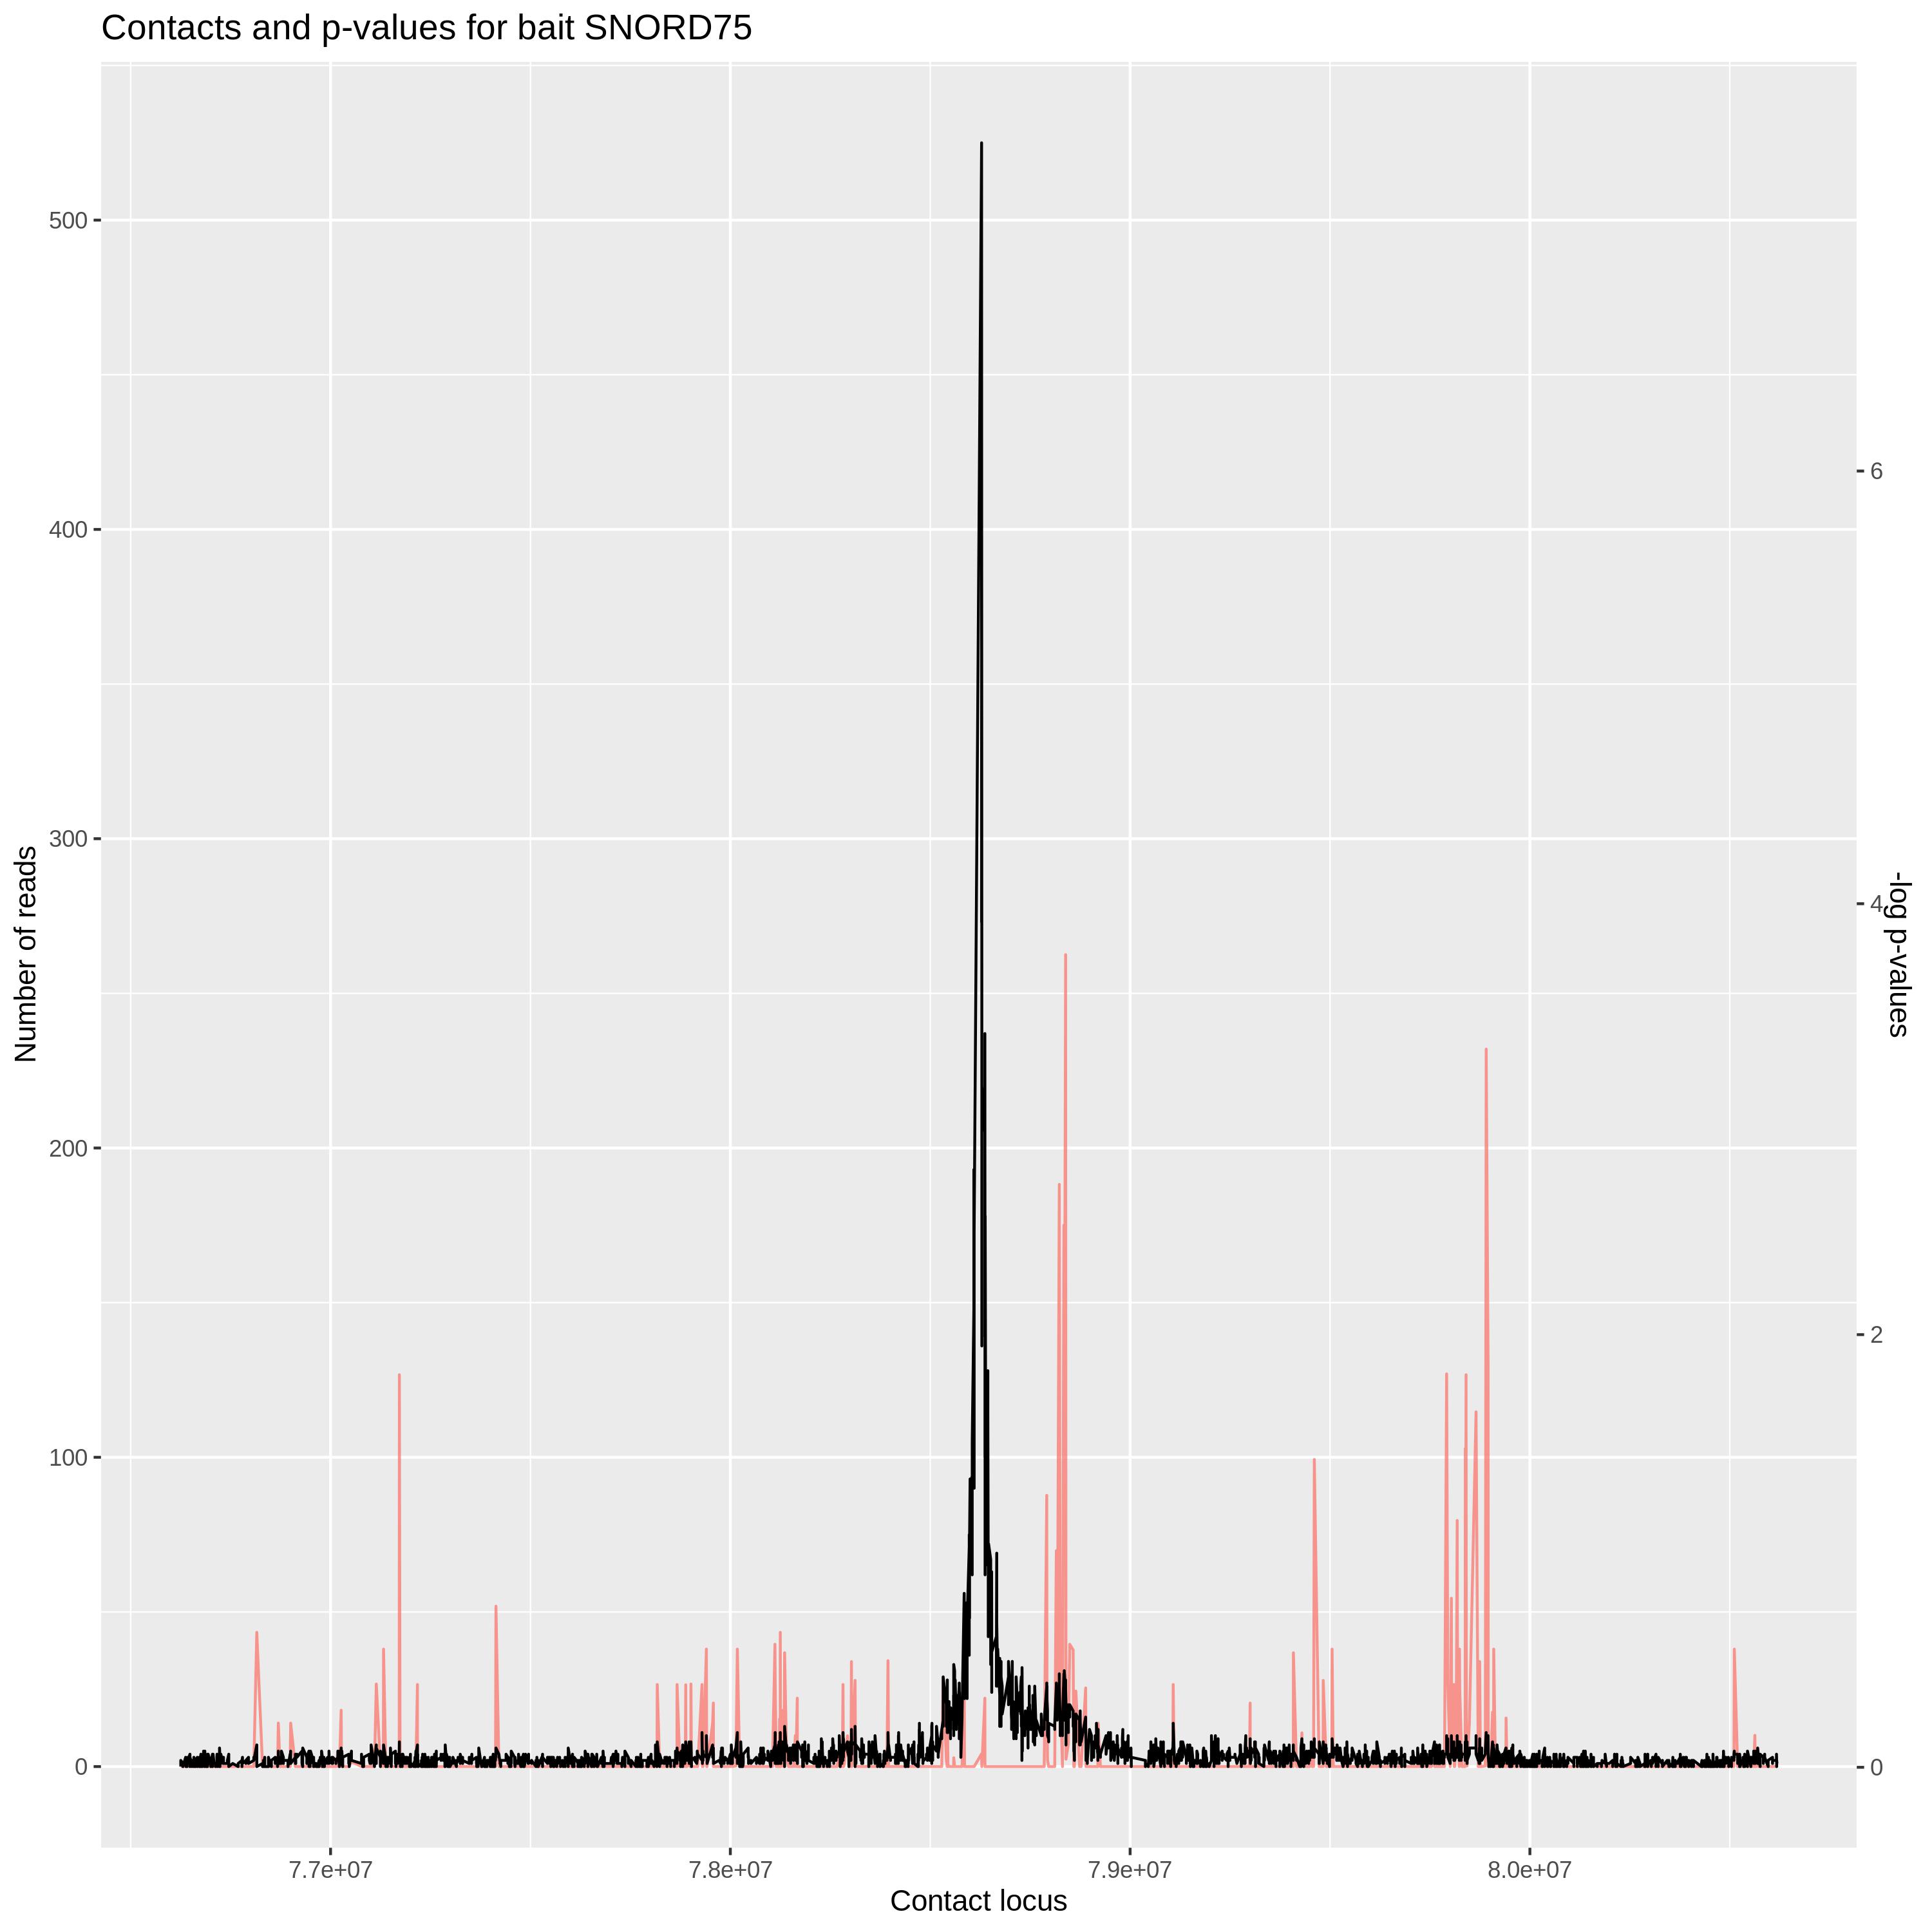 Contacts and p-values for bait SNORD75
500
400
300
200
100
0
Number of reads
6
4
2
0
-log p-values
7.7e+07 7.8e+07 7.9e+07 8.0e+07
Contact locus